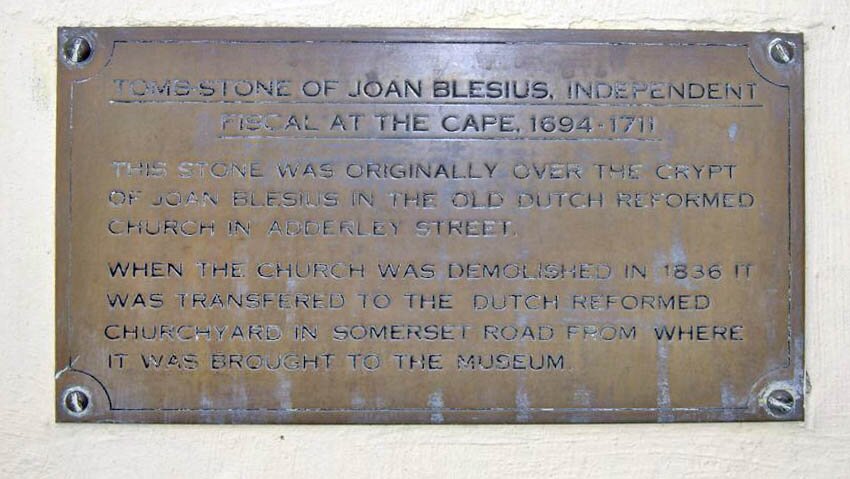 TOMB-STONE OF JOAN BLESIUS, INDEPENDENT
FISCAL AT THE CAPE, 1694-1711
THIS STONE WAS ORIGINALLY OVER THE CRYPT
OF JOAN BLESIUS IN THE OLD DUTCH REFORMED
CHURCH IN ADDERLEY STREET.
WHEN THE CHURCH WAS DEMOLISHED IN 1836 IT
WAS TRANSFERED TO THE DUTCH REFORMED
CHURCHYARD IN SOMERSET ROAD FROM WHERE
IT WAS BROUGHT TO THE MUSEUM.